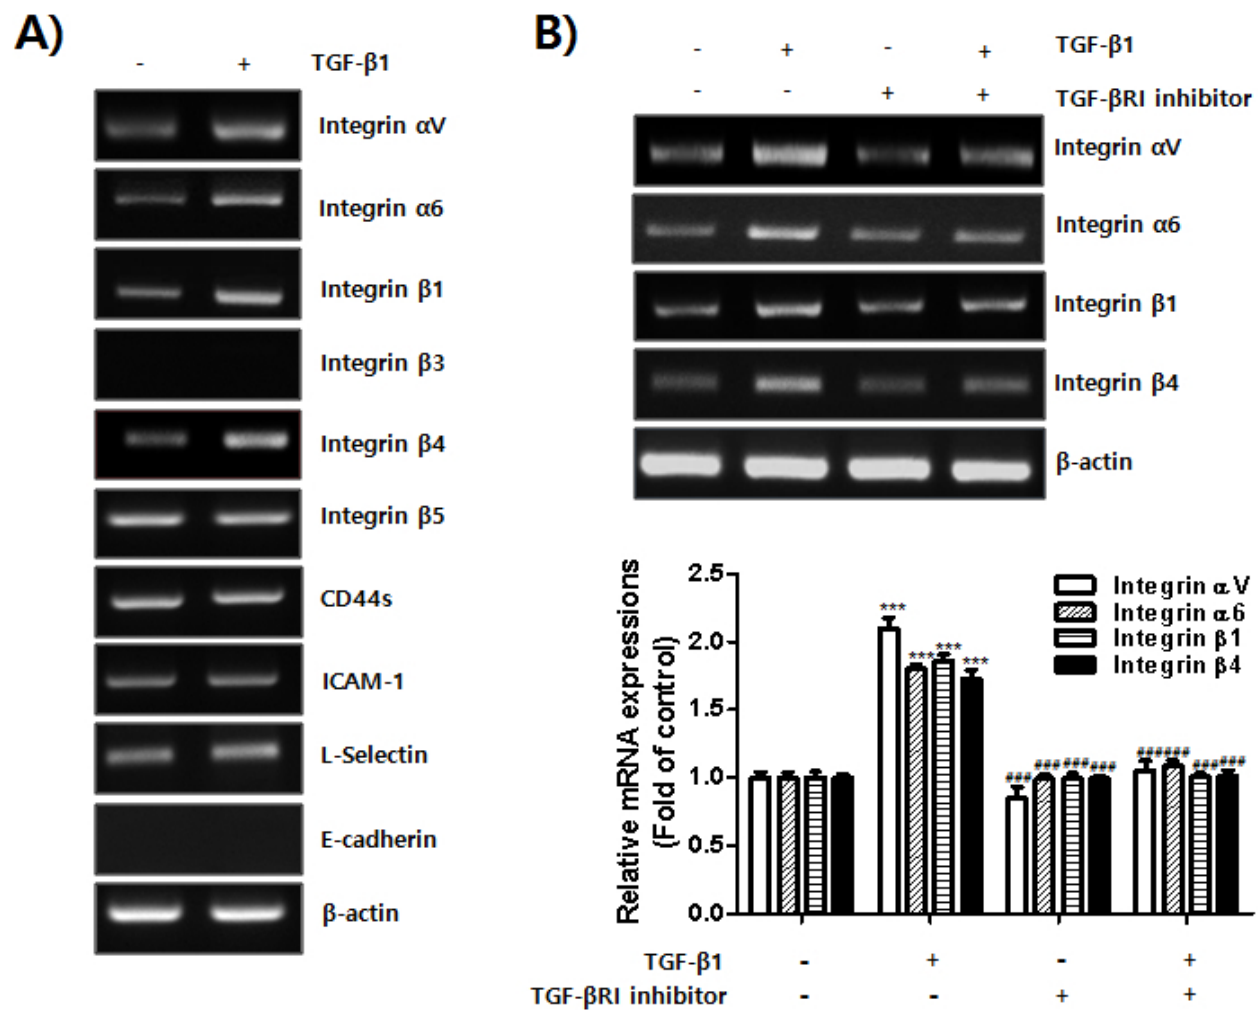 A)
- + TGF-β1
Integrin αV
Integrin α6
Integrin β1
Integrin β3
Integrin β4
Integrin β5
CD44s
ICAM-1
L-Selectin
E-cadherin
β-actin
B)
- + - + TGF-β1
- - + + TGF-βRI inhibitor
Integrin αV
Integrin α6
Integrin β1
Integrin β4
β-actin
Relative mRNA expressions
(Fold of control)
2.5
2.0
1.5
1.0
0.5
0.0
*** *** *** ***
### ### ### ###
### ### ### ###
Integrin α V
Integrin α 6
Integrin β1
Integrin β4
TGF-β1 - + - +
TGF-βRI inhibitor - - + +